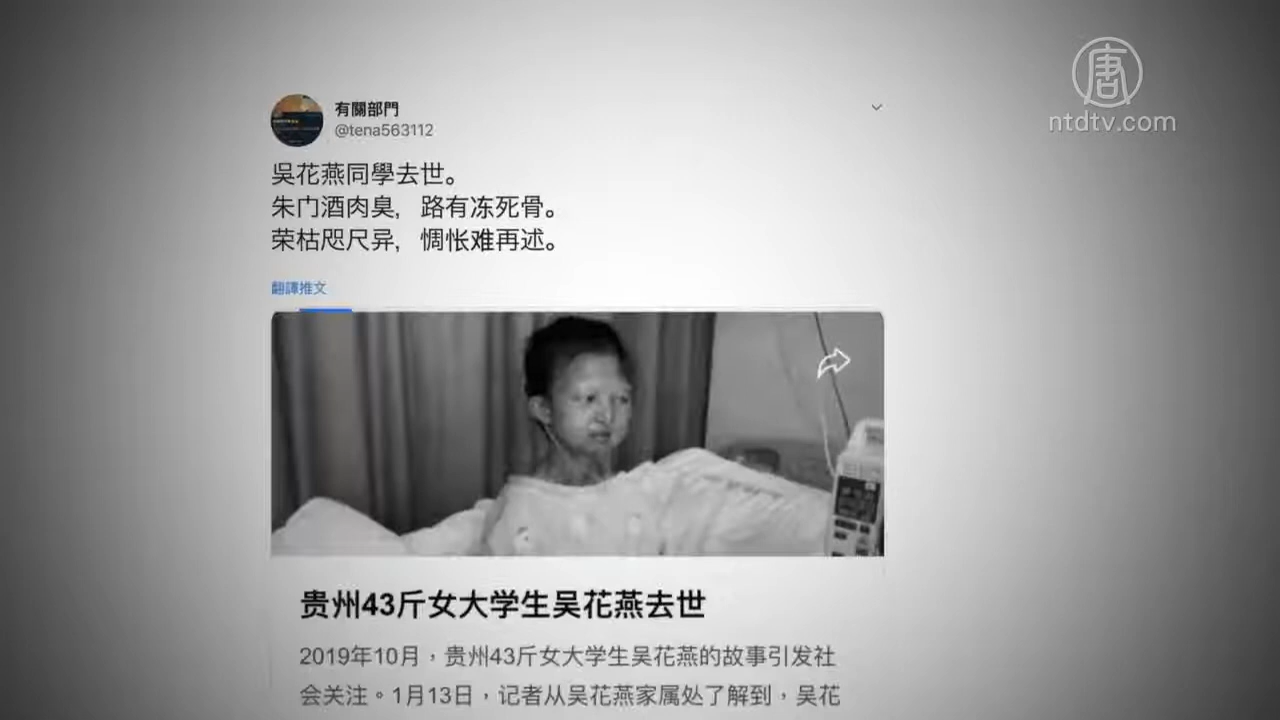 唐
ntdtv.com
有關部門
@tena563112
吳花燕同學去世。
朱门酒肉臭，路有冻死骨。
荣枯咫尺异，惆怅难再述。
翻譯推文
贵州43斤女大学生吴花燕去世
2019年10月，贵州43斤女大学生吴花燕的故事引发社
会关注。1月13日，记者从吴花燕家属处了解到，吴花